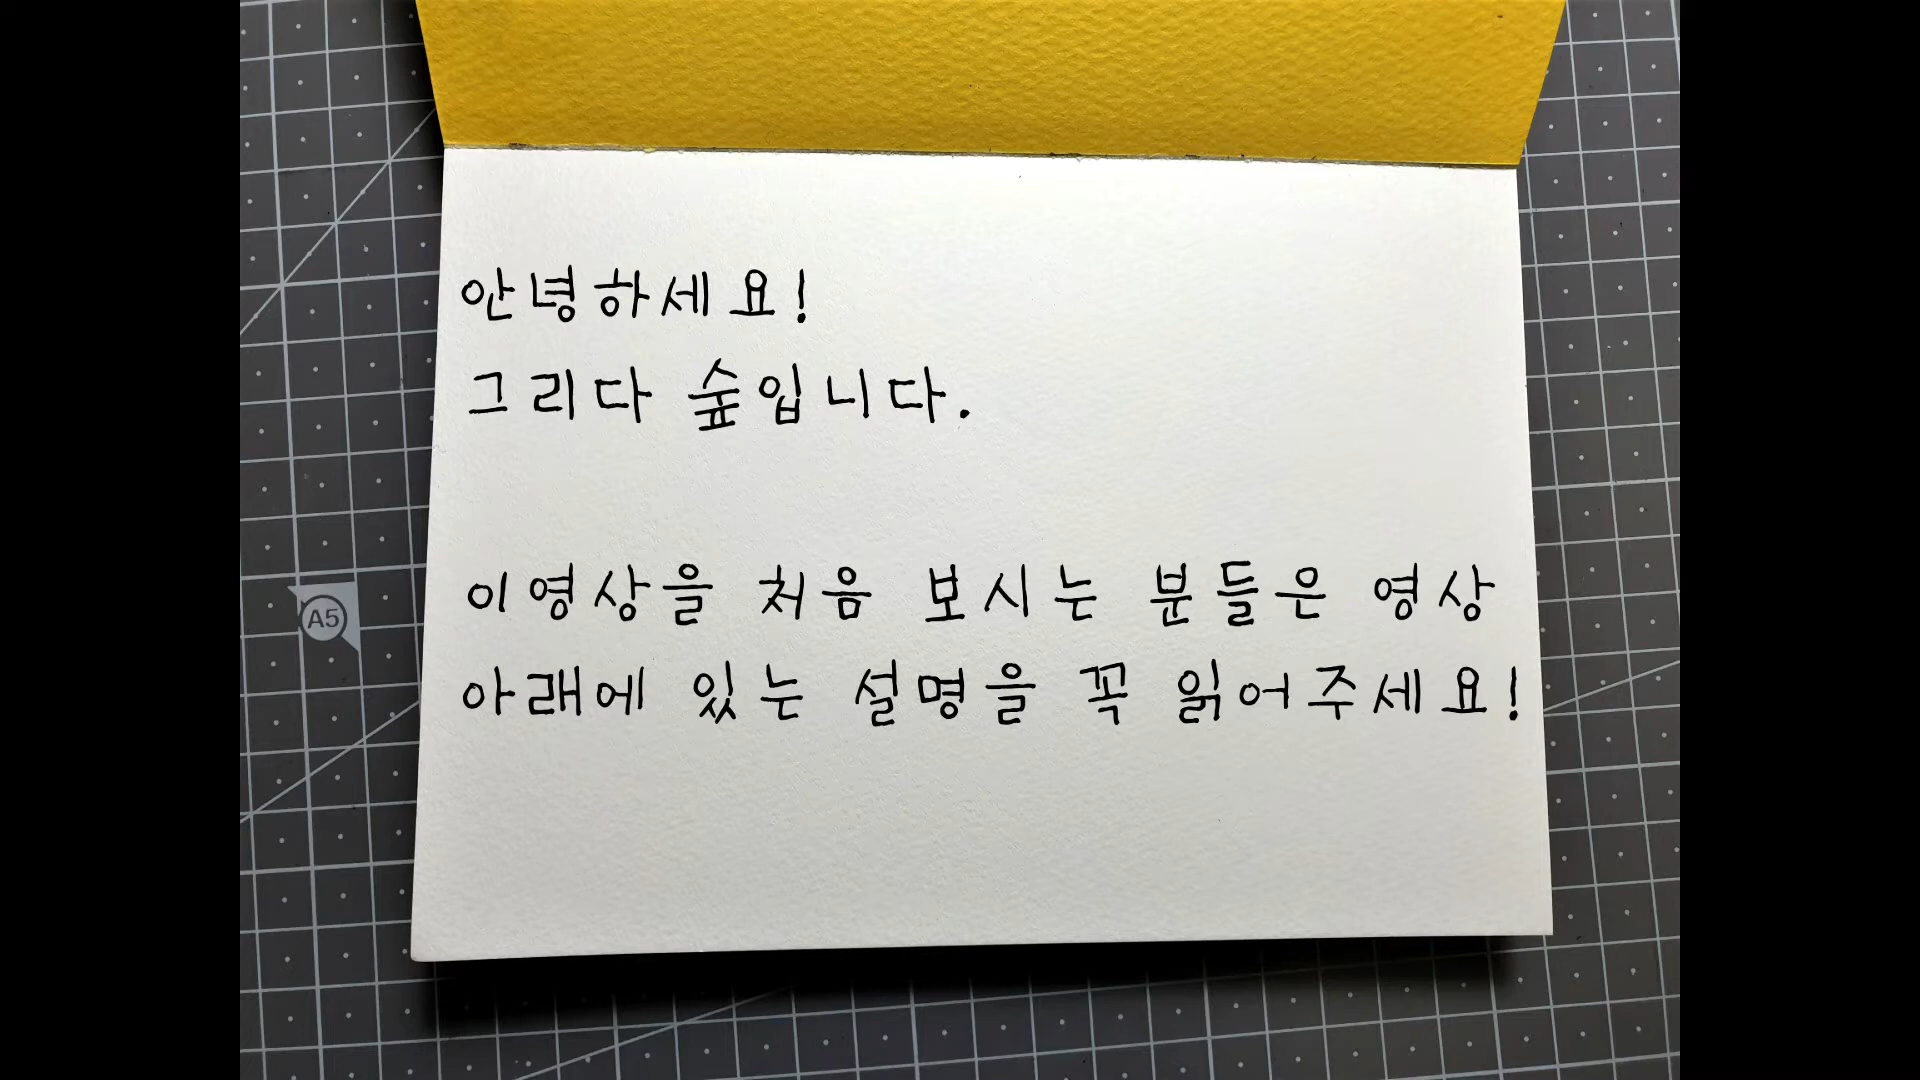 안녕하세요!
그리다 숲입니다.
이영상을 처음 보시는 분들은 영상
아래에 있는 설명을 꼭 읽어주세요!
A5